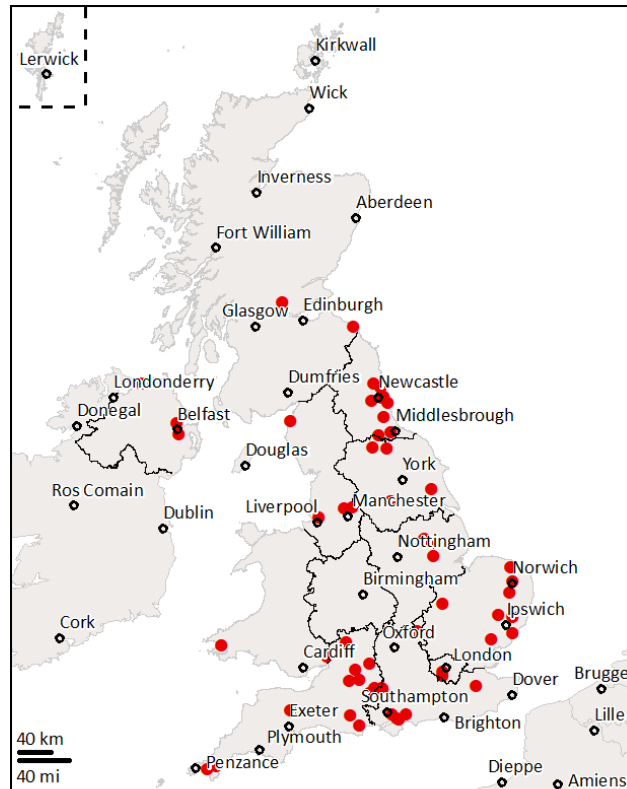 Kirkwall
Lerwick
Wick
Inverness
Aberdeen
Fort William
Glasgow
Edinburgh
Londonderry
Dumfries
Newcastle
Donegal
Belfast
Middlesbrough
Douglas
York
Ros Comain
Liverpool
Manchester
Dublin
Nottingham
Norwich
Birmingham
Ipswich
Cork
Oxford
Cardiff
London
Dover
Brugge
Southampton
Exeter
Brighton
Lille
Plymouth
40 km
Penzance
40 mi
Dieppe
Amiens